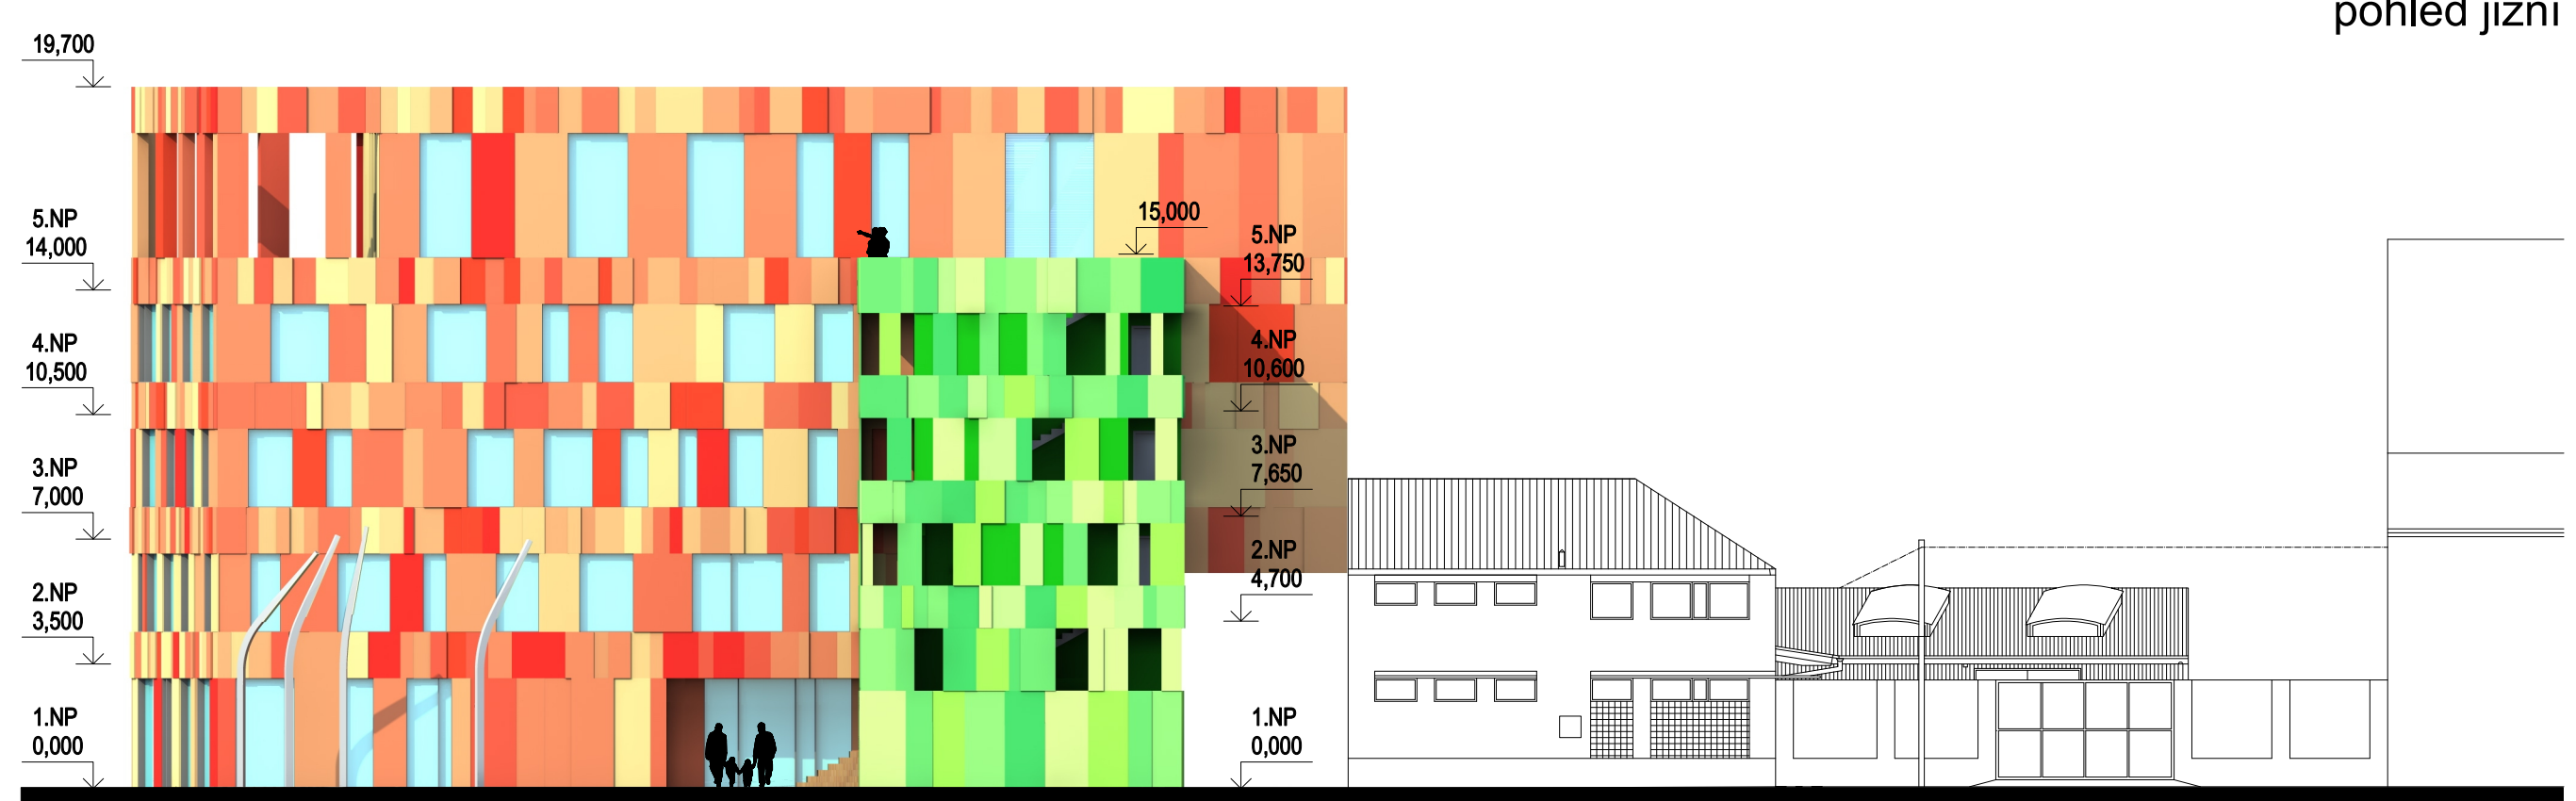 pohled jižní
19,700
5.NP
14,000
4.NP
10,500
3.NP
7,000
2.NP
3,500
1.NP
0,000
15,000
5.NP
13,750
4.NP
10,600
3.NP
7,650
2.NP
4,700
1.NP
0,000